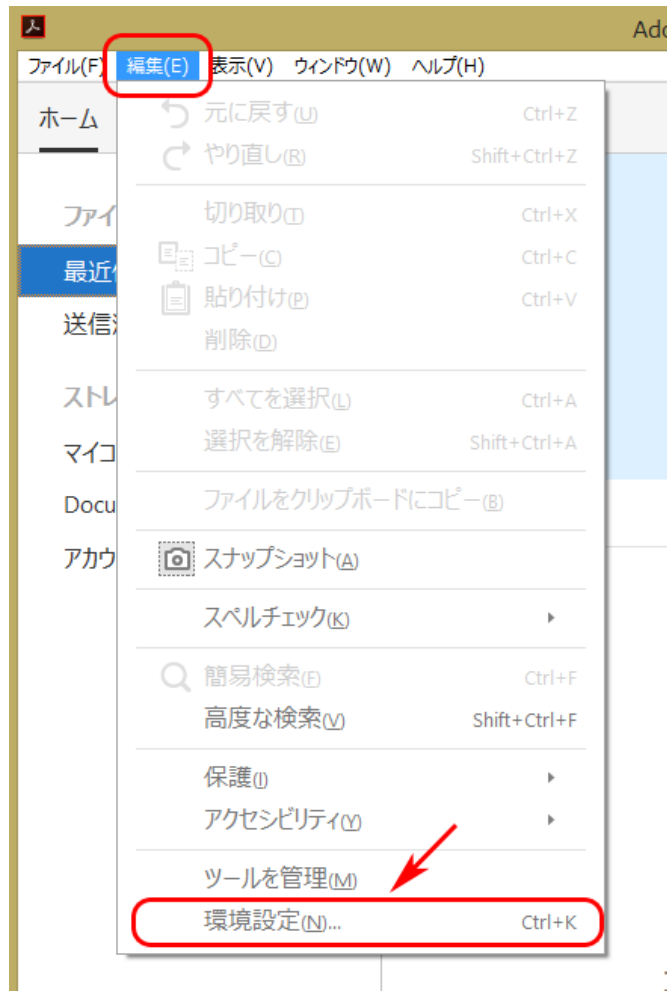 Ado
ファイル(F) 編集(E) 表示(V) ウィンドウ(W) ヘルプ(H)
ホーム
ファイ
最近
送信
ストレ
マイコ
Docu
アカウ
元に戻す(U) Ctrl+Z
やり直し(R) Shift+Ctrl+Z
切り取り(T) Ctrl+X
コピー(C) Ctrl+C
貼り付け(P) Ctrl+V
削除(D)
すべてを選択(L) Ctrl+A
選択を解除(E) Shift+Ctrl+A
ファイルをクリップボードにコピー(B)
スナップショット(A)
スペルチェック(K)
簡易検索(F) Ctrl+F
高度な検索(V) Shift+Ctrl+F
保護(I)
アクセシビリティ(Y)
ツールを管理(M)
環境設定(N)... Ctrl+K